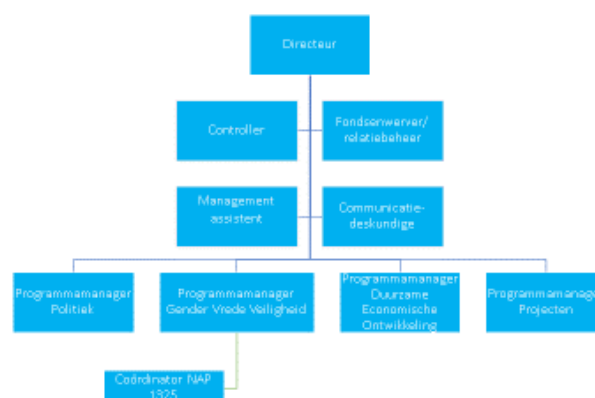 Directeur
Controller
Fondsenwerver/
relatiebeheer
Management
assistent
Communicatie-
deskundige
Programmamanager
Politiek
Programmamanager
Gender Vrede Veiligheid
Programmamanager
Duurzame
Economische
Ontwikkeling
Programmamanage
Projecten
Coördinator NAP
1325